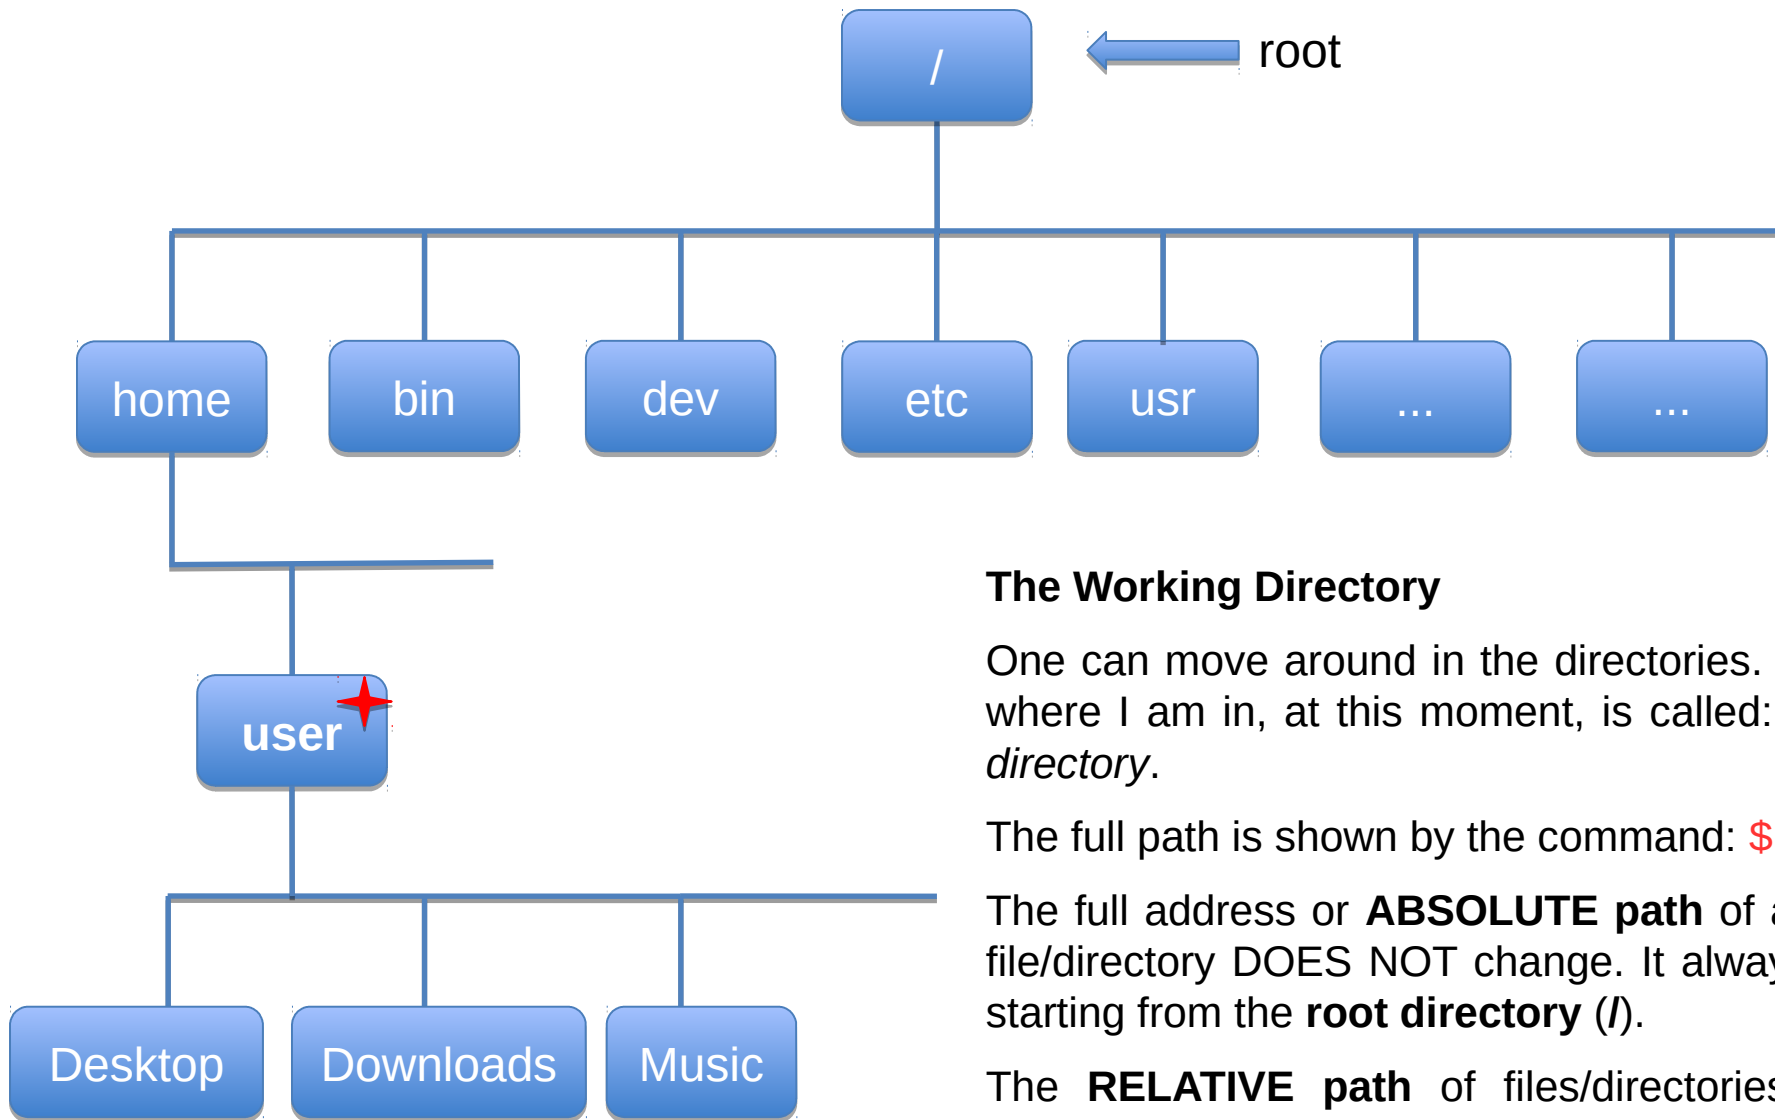 /
root
home
bin
dev
etc
usr
...
...
user
Desktop
Downloads
Music
The Working Directory
One can move around in the directories.
where I am in, at this moment, is called:
directory.
The full path is shown by the command: $
The full address or ABSOLUTE path of
file/directory DOES NOT change. It
starting from the root directory (/).
The RELATIVE path of files/directories